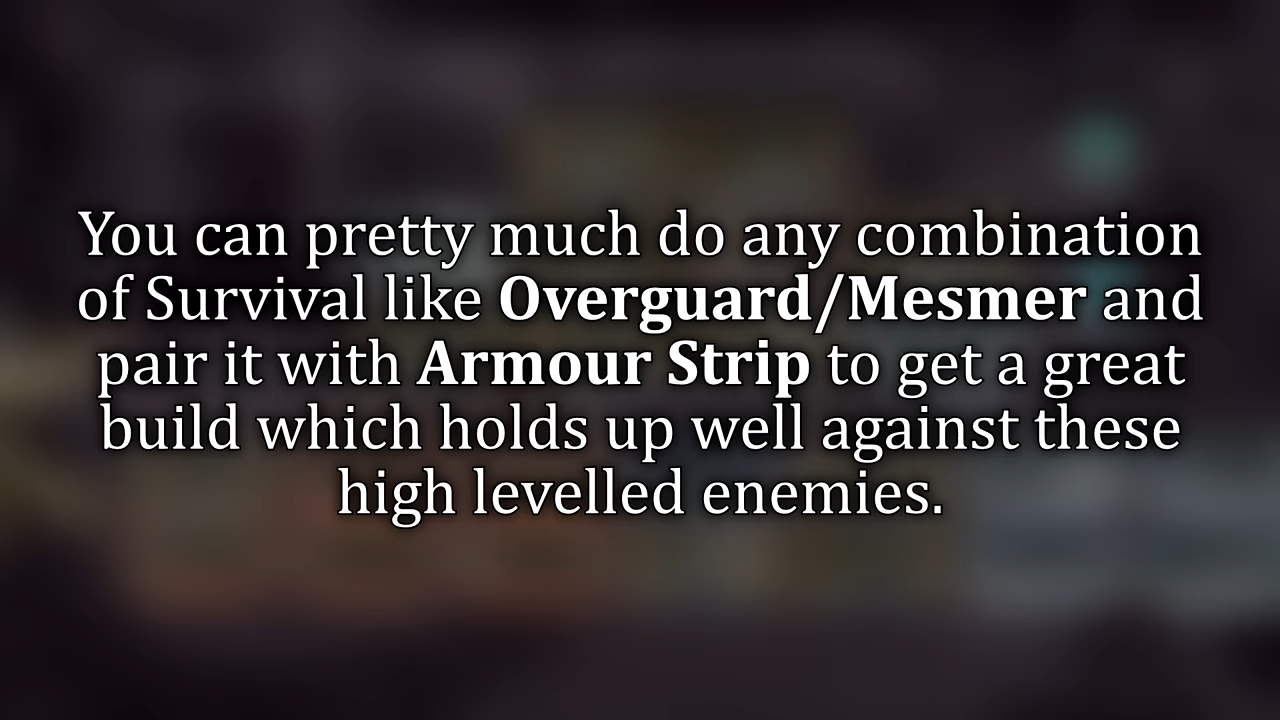 You can pretty much do any combination
of Survival like Overguard/Mesmer and
pair it with Armour Strip to get a great
build which holds up well against these
high levelled enemies.